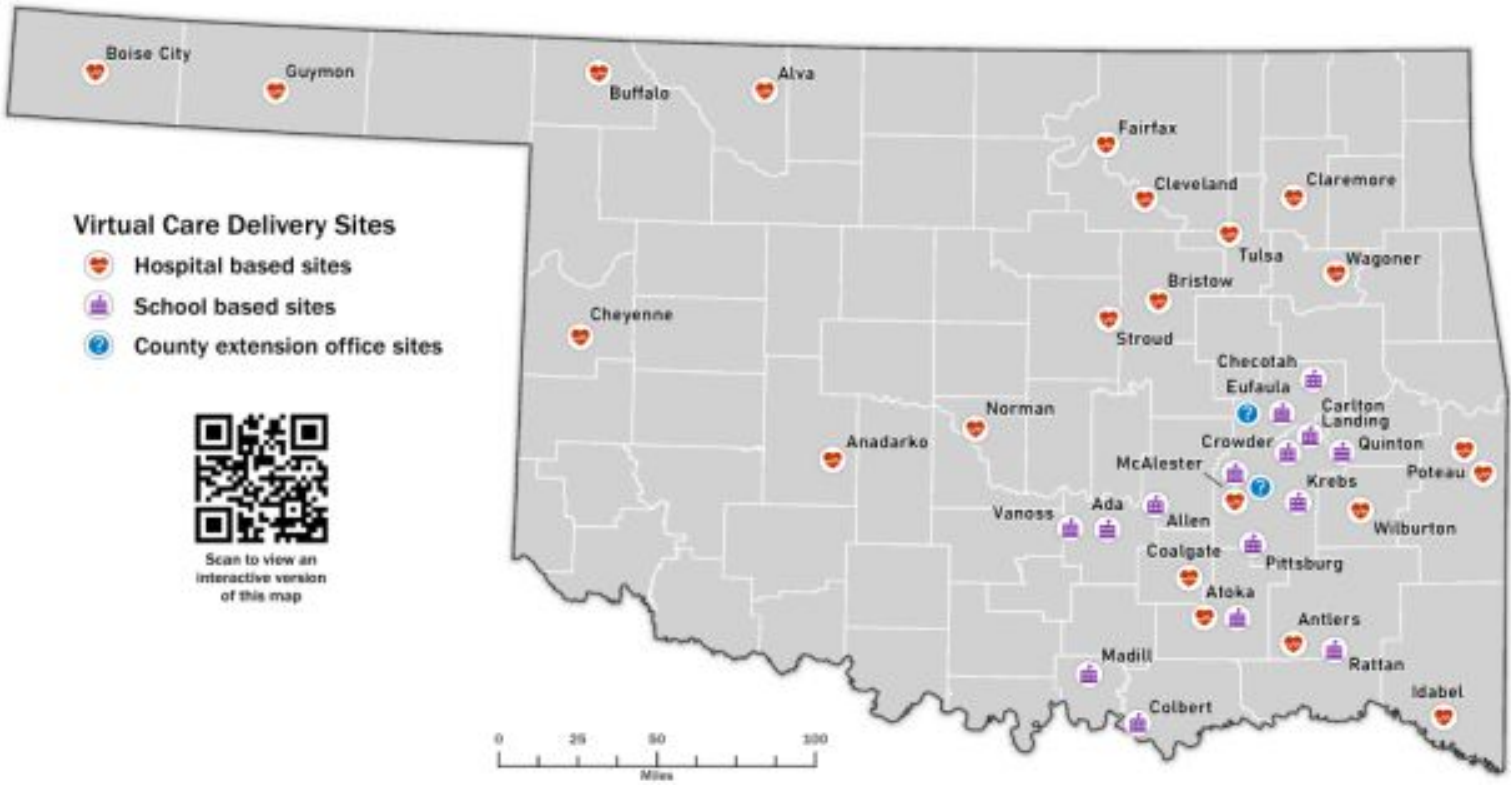 Boise City
Guymon
Buffalo
Alva
Fairfax
Cleveland
Claremore
Tulsa
Wagoner
Bristow
Stroud
Virtual Care Delivery Sites
Hospital based sites
School based sites
? County extension office sites
Scan to view an
interactive version
of this map
Cheyenne
Norman
Anadarko
Checotah
Eufaula
?
Carlton
Landing
Crowder
Quinton
McAlester
?
Krebs
Poteau
Wilburton
Vanoss
Ada
Allen
Coalgate
Pittsburg
Atoka
Antlers
Rattan
Madill
Colbert
Idabel
0 25 50 100
Miles